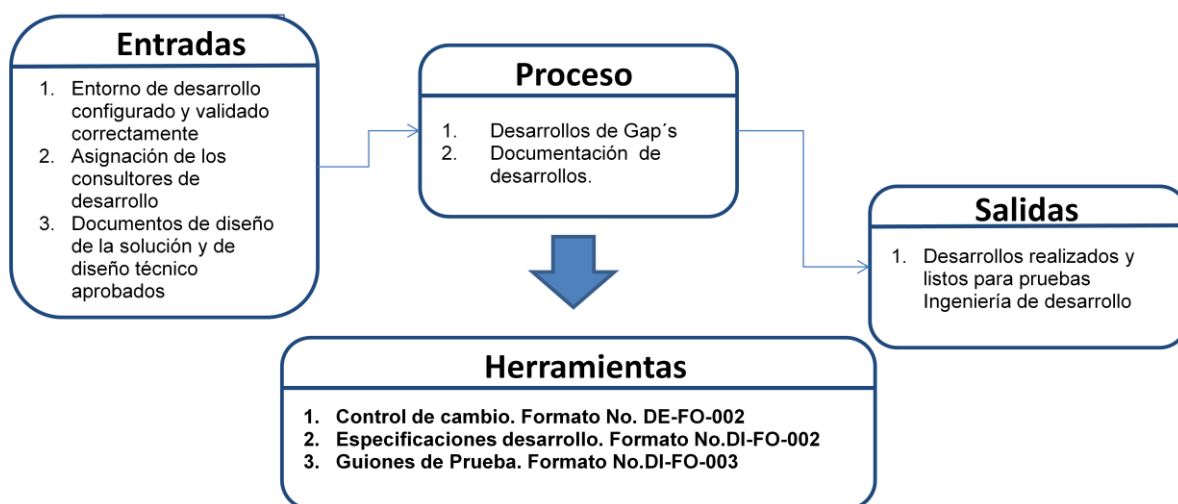 Entradas
1. Entorno de desarrollo
configurado y validado
correctamente
2. Asignación de los
consultores de
desarrollo
3. Documentos de diseño
de la solución y de
diseño técnico
aprobados
Proceso
1. Desarrollos de Gap´s
2. Documentación de
desarrollos.
Salidas
1. Desarrollos realizados y
listos para pruebas
Ingeniería de desarrollo
Herramientas
1. Control de cambio. Formato No. DE-FO-002
2. Especificaciones desarrollo. Formato No.DI-FO-002
3. Guiones de Prueba. Formato No.DI-FO-003